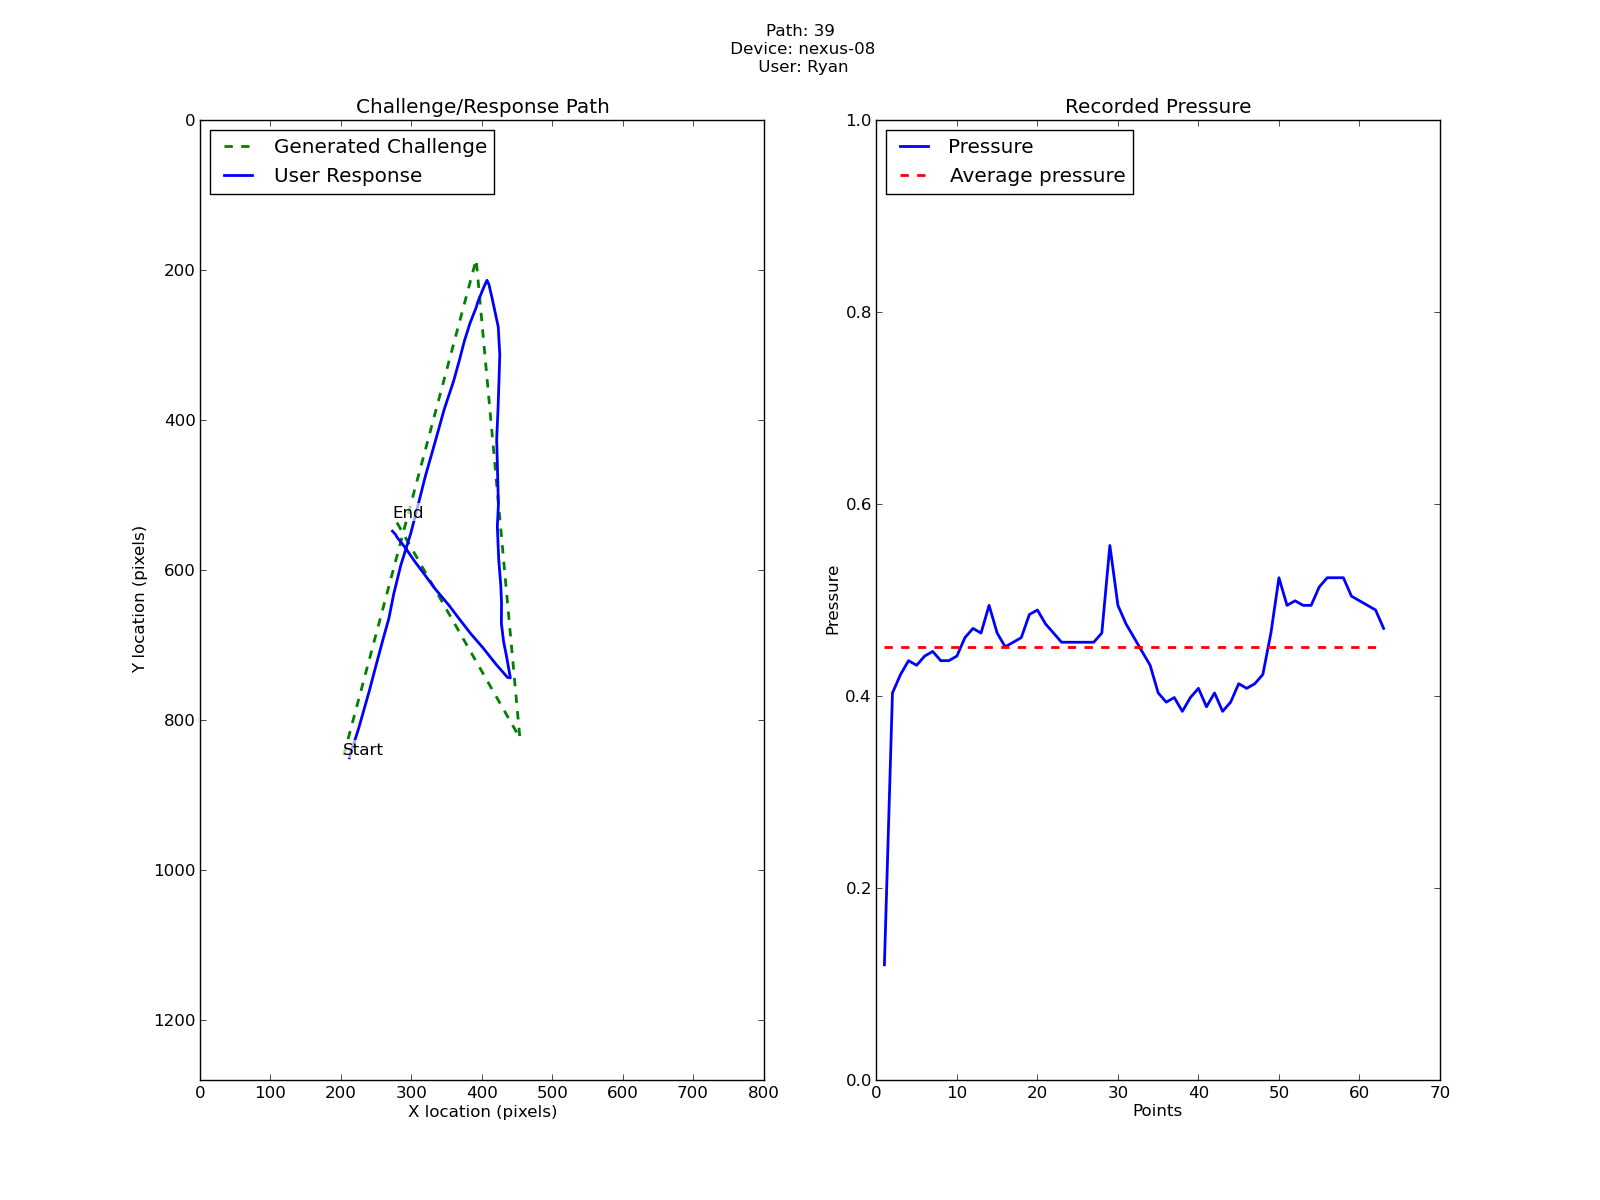 Path: 39
Device: nexus-08
User: Ryan
Challenge/Response Path
Generated Challenge
User Response
0
200
400
600
800
1000
1200
Y location (pixels)
End
Start
0 100 200 300 400 500 600 700 800
X location (pixels)
Recorded Pressure
Pressure
Average pressure
1.0
0.8
0.6
0.4
0.2
0.0
Pressure
0 10 20 30 40 50 60 70
Points